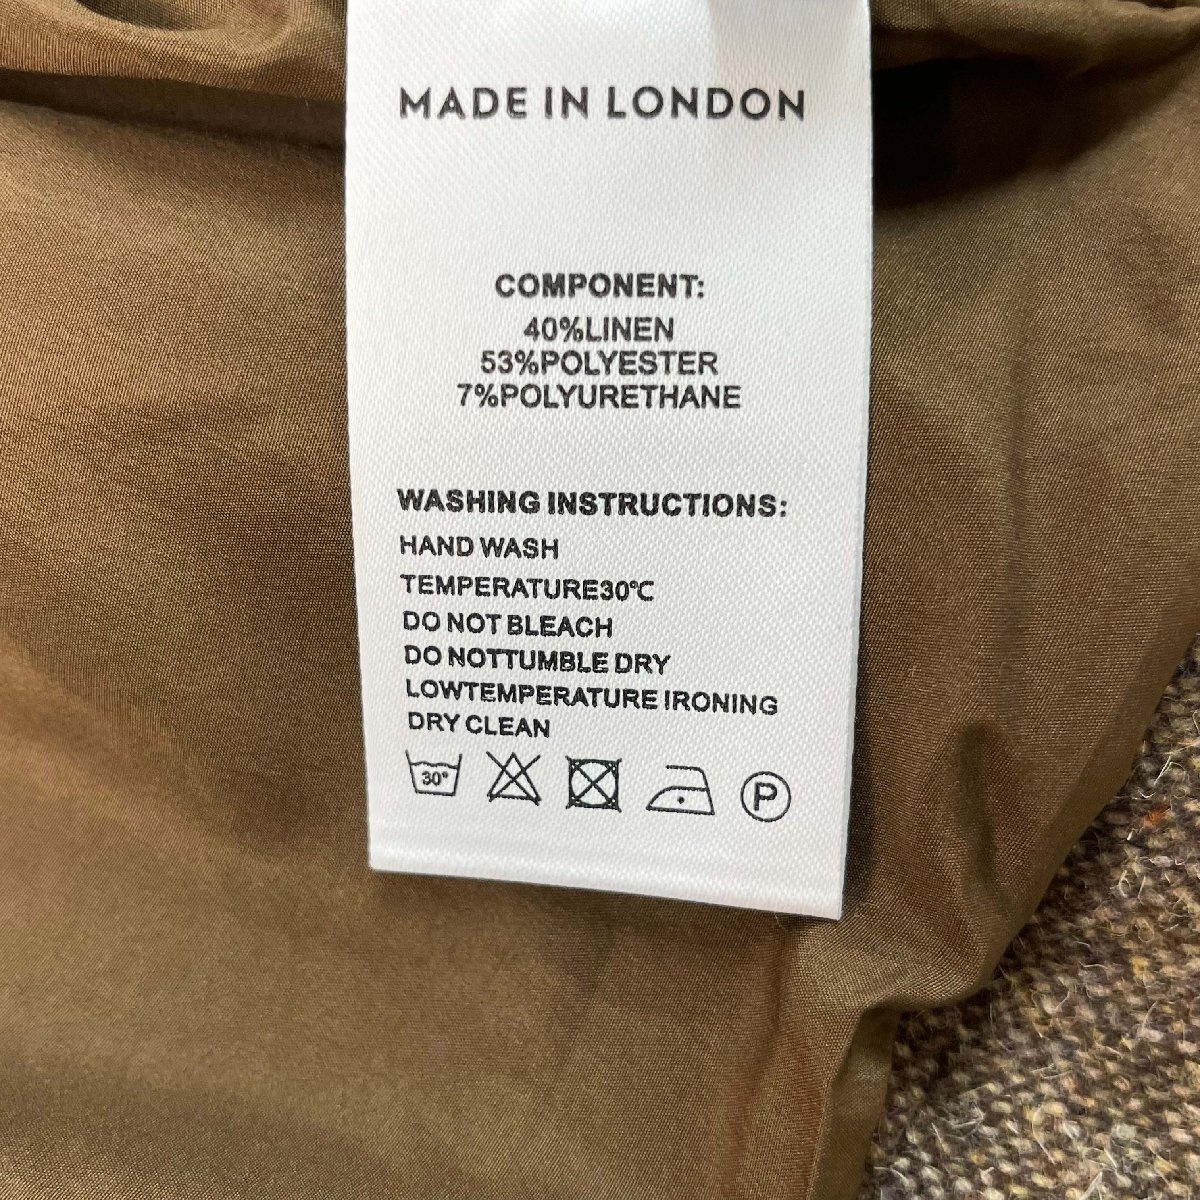 MADE IN LONDON
COMPONENT:
40%LINEN
53%POLYESTER
7%POLYURETHANE
WASHING INSTRUCTIONS:
HAND WASH
TEMPERATURE30℃
DO NOT BLEACH
DO NOTTUMBLE DRY
LOWTEMPERATURE IRONING
DRY CLEAN
30° P